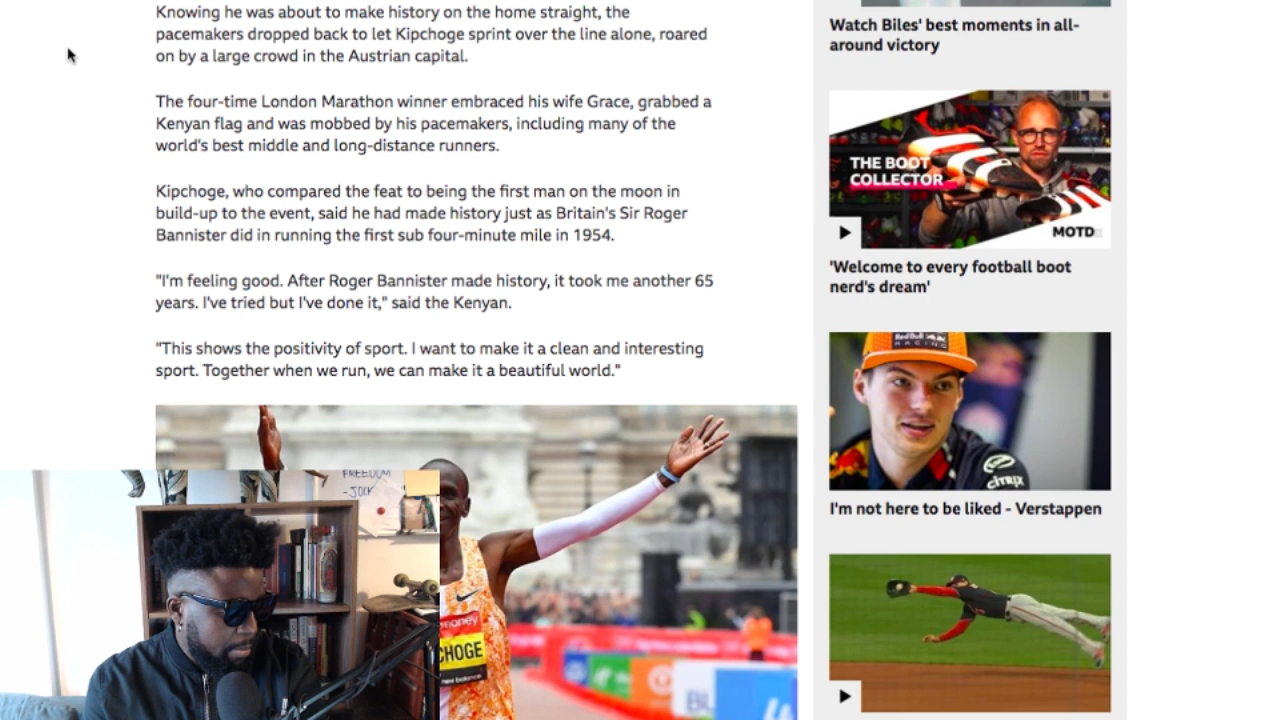 Knowing he was about to make history on the home straight, the
pacemakers dropped back to let Kipchoge sprint over the line alone, roared
on by a large crowd in the Austrian capital.
The four-time London Marathon winner embraced his wife Grace, grabbed a
Kenyan flag and was mobbed by his pacemakers, including many of the
world's best middle and long-distance runners.
Kipchoge, who compared the feat to being the first man on the moon in
build-up to the event, said he had made history just as Britain's Sir Roger
Bannister did in running the first sub four-minute mile in 1954.
"I'm feeling good. After Roger Bannister made history, it took me another 65
years. I've tried but I've done it," said the Kenyan.
"This shows the positivity of sport. I want to make it a clean and interesting
sport. Together when we run, we can make it a beautiful world."
FREEDOM
-JOCK
money
CHOGE
new balance
Watch Biles' best moments in all-
around victory
THE BOOT
COLLECTOR
MOTD
'Welcome to every football boot
nerd's dream'
Red Bull
RACING
CITRIX
I'm not here to be liked - Verstappen